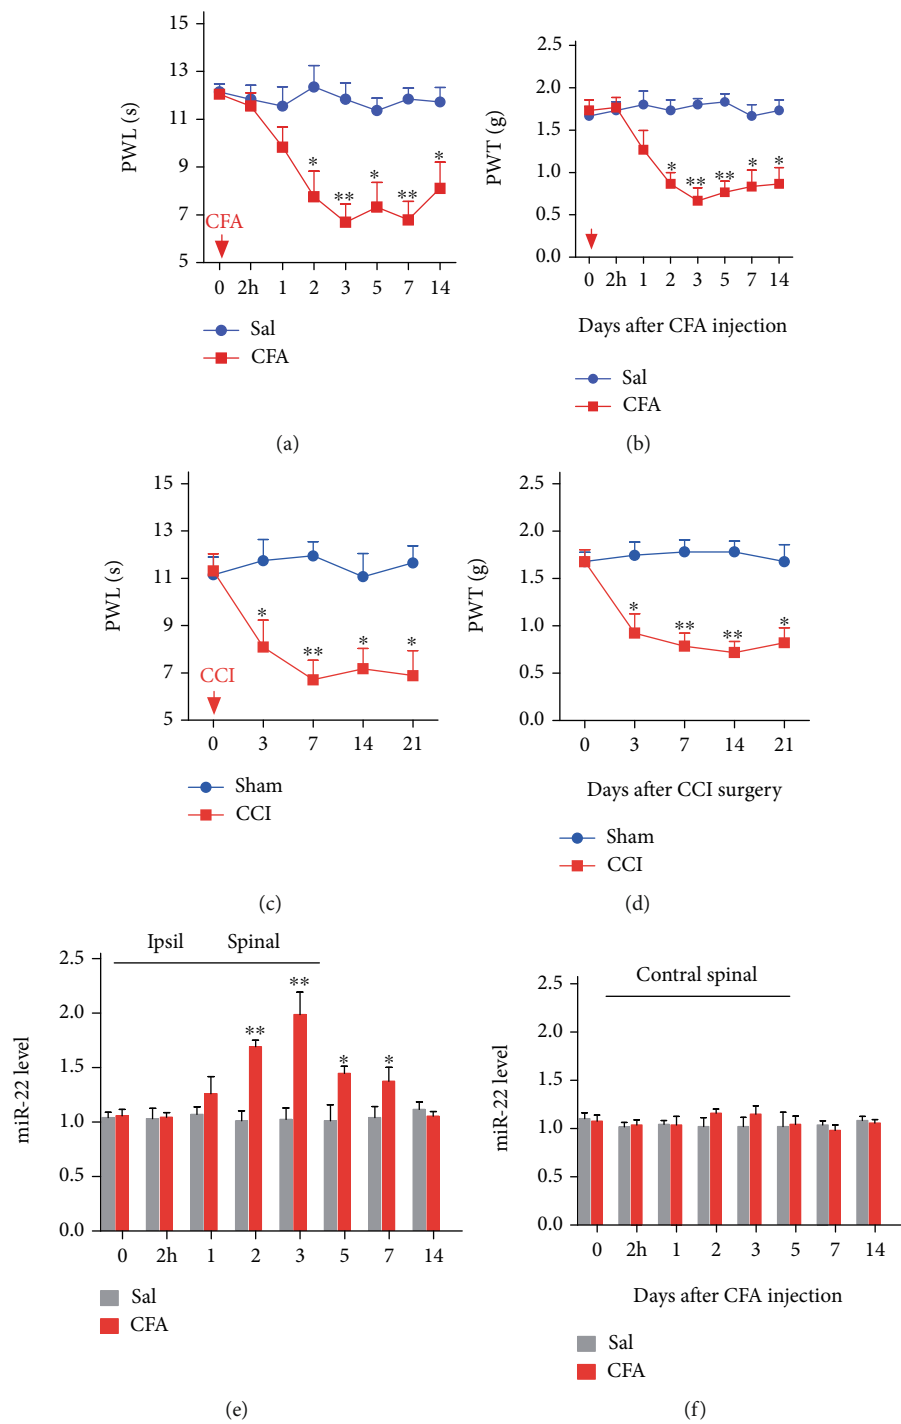 PWL (s)
15
13
11
9
7
5
CFA
*
**
*
**
*
0 2h 1 2 3 5 7 14
Sal
CFA
(a)
PWT (g)
2.5
2.0
1.5
1.0
0.5
0.0
*
**
**
*
*
0 2h 1 2 3 5 7 14
Days after CFA injection
Sal
CFA
(b)
PWL (s)
15
13
11
9
7
5
CCI
*
**
*
*
0 3 7 14 21
Sham
CCI
(c)
PWT (g)
2.5
2.0
1.5
1.0
0.5
0.0
*
**
**
*
0 3 7 14 21
Days after CCI surgery
Sham
CCI
(d)
Ipsil Spinal
miR-22 level
2.5
2.0
1.5
1.0
0.5
0.0
**
**
*
*
0 2h 1 2 3 5 7 14
Sal
CFA
(e)
Contral spinal
miR-22 level
2.5
2.0
1.5
1.0
0.5
0.0
0 2h 1 2 3 5 7 14
Days after CFA injection
Sal
CFA
(f)